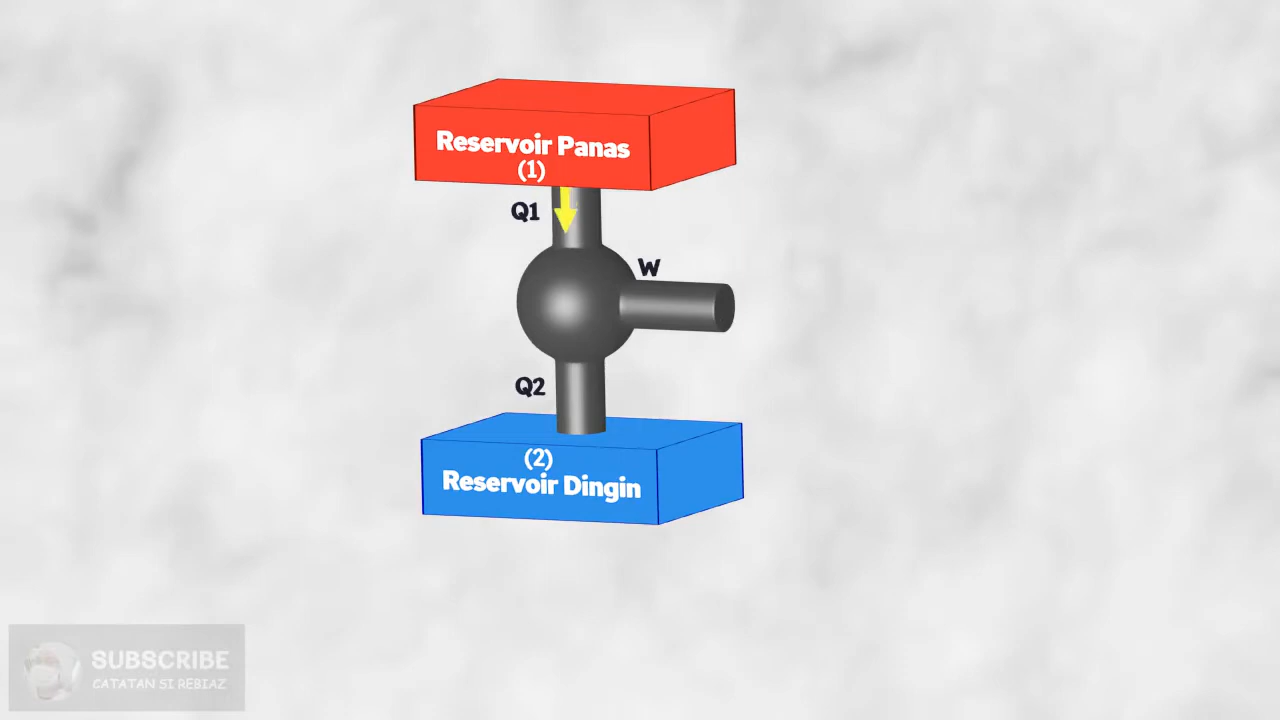 Reservoir Panas
(1)
Q1
W
Q2
(2)
Reservoir Dingin
SUBSCRIBE
CATATAN SI REBIAZ